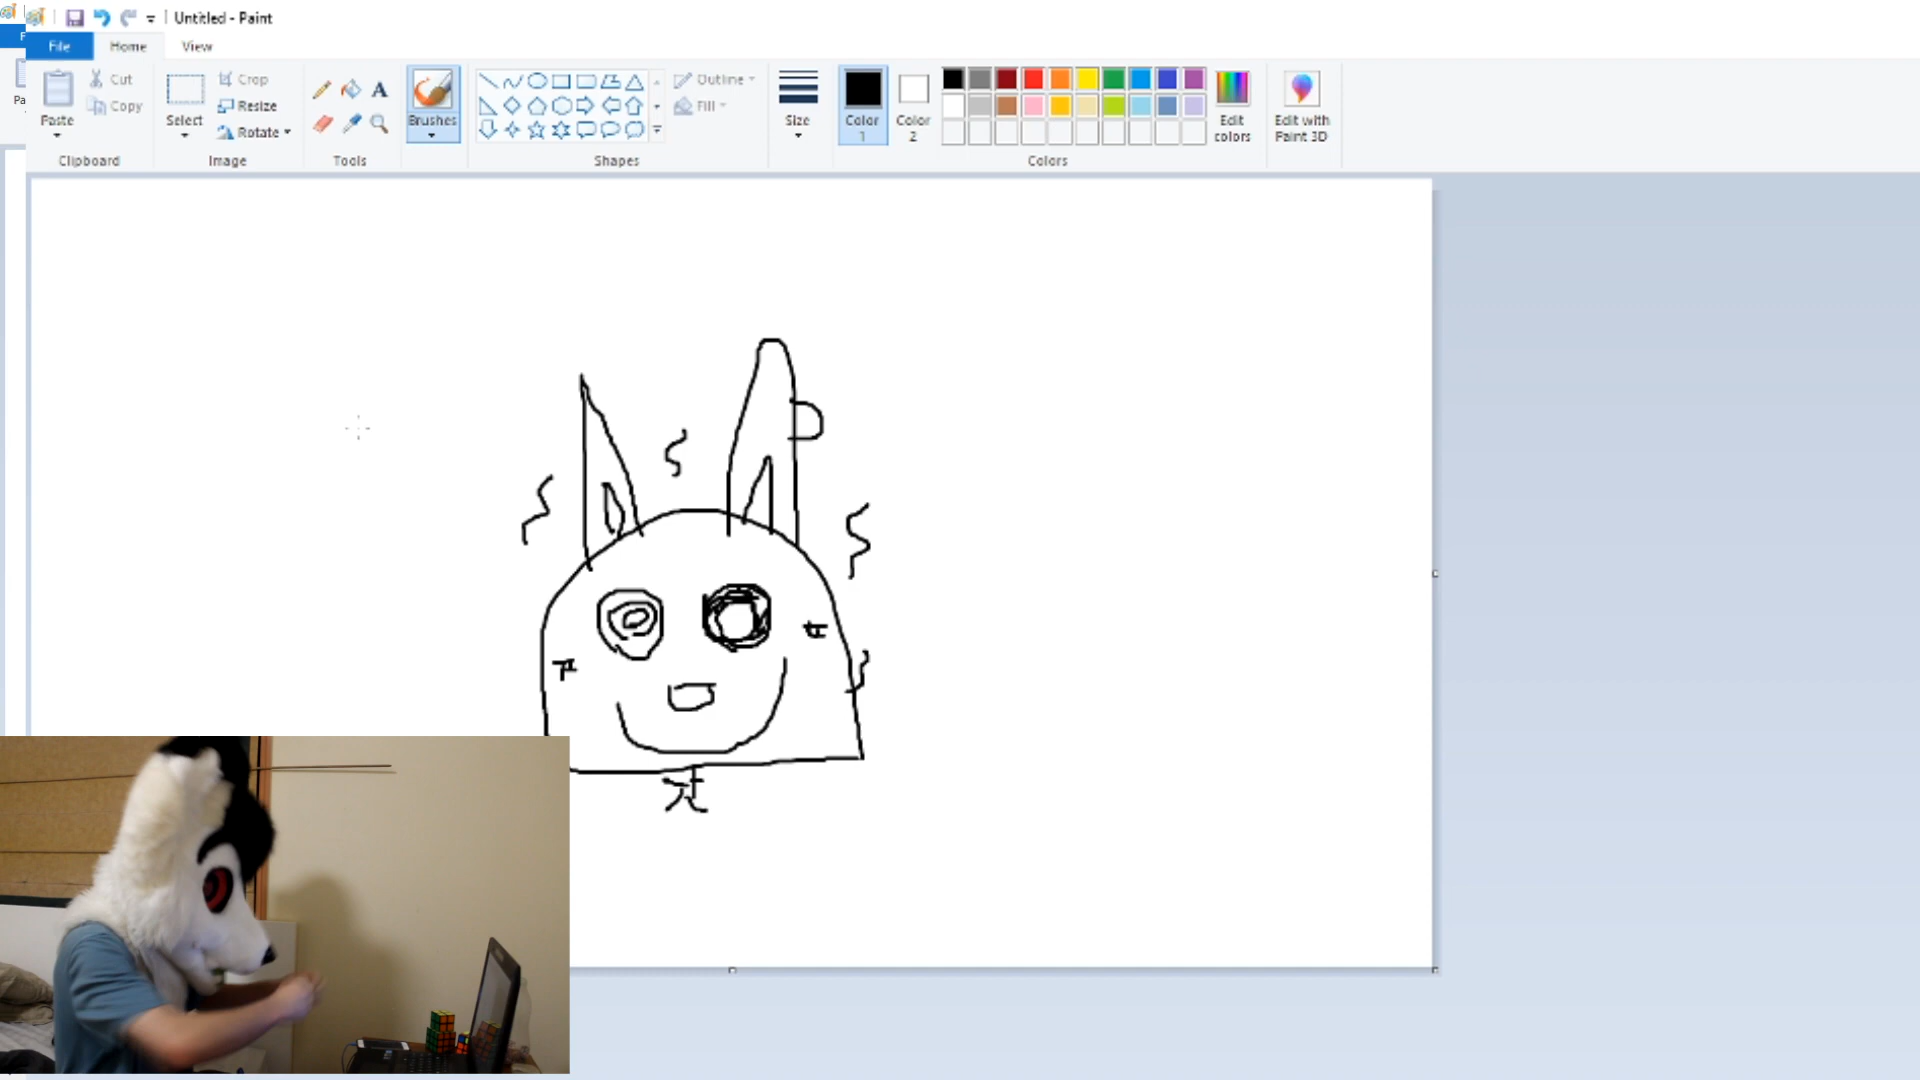 Untitled - Paint
File
Home
View
Pa
Paste
Cut
Copy
Clipboard
Select
Crop
Resize
Rotate
Image
A
Tools
Brushes
Shapes
Outline
Fill
Size
Color
1
Color
2
Edit
colors
Colors
Edit with
Paint 3D